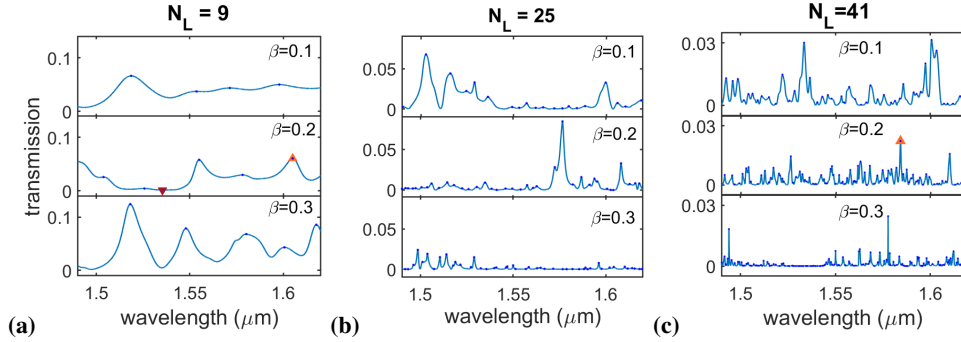 N_L = 9
N_L = 25
N_L=41
0.1
0
β=0.1
0.1
0
β=0.2
0.1
0
β=0.3
transmission
1.5
1.55
1.6
wavelength (μm)
(a)
0.05
0
β=0.1
0.05
0
β=0.2
0.05
0
β=0.3
1.5
1.55
1.6
wavelength (μm)
(b)
0.03
0
β=0.1
0.03
0
β=0.2
0.03
0
β=0.3
1.5
1.55
1.6
wavelength (μm)
(c)